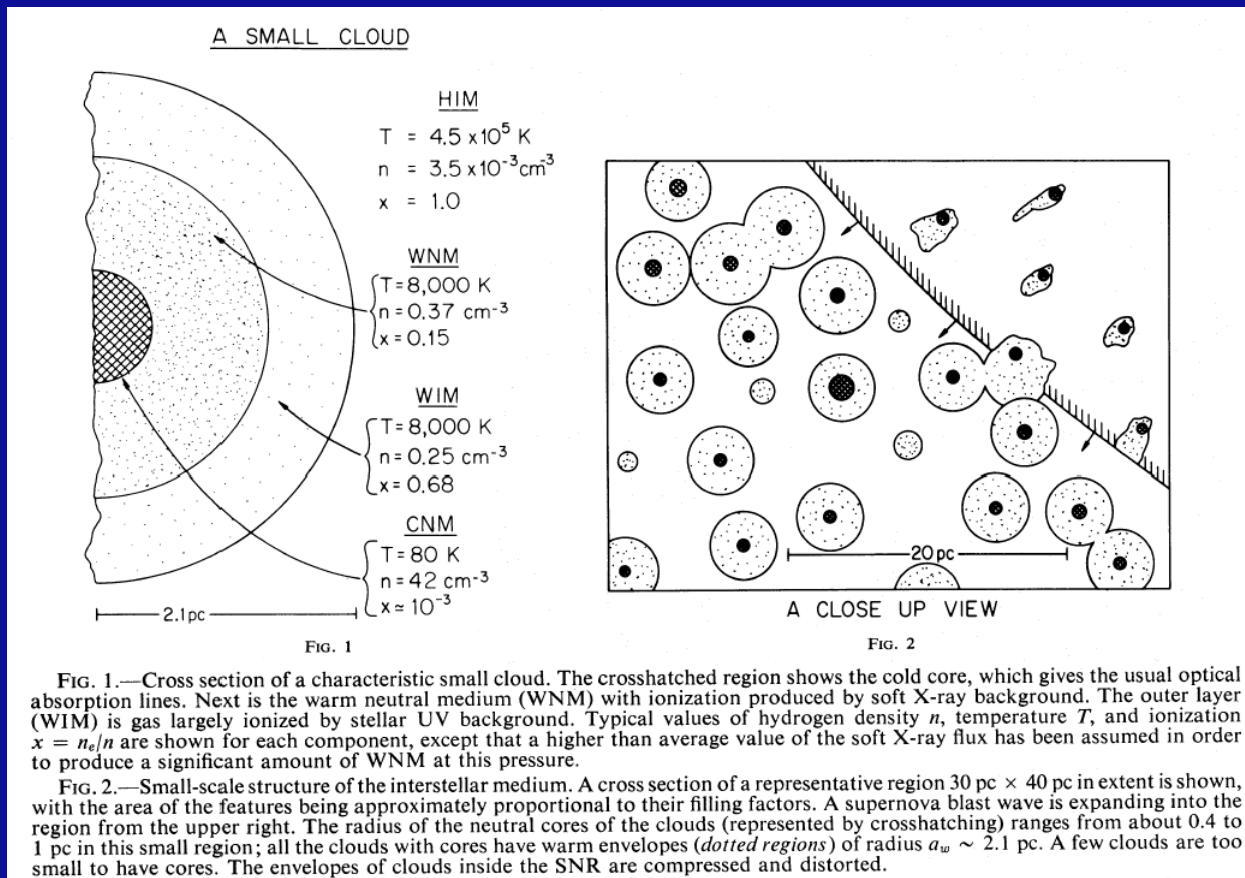 A SMALL CLOUD
HIM
T = 4.5 x 10⁵ K
n = 3.5 x 10⁻³ cm⁻³
x = 1.0
WNM
T = 8,000 K
n = 0.37 cm⁻³
x = 0.15
WIM
T = 8,000 K
n = 0.25 cm⁻³
x = 0.68
CNM
T = 80 K
n = 42 cm⁻³
x ≃ 10⁻³
2.1 pc
FIG. 1
20 pc
A CLOSE UP VIEW
FIG. 2
FIG. 1.—Cross section of a characteristic small cloud. The crosshatched region shows the cold core, which gives the usual optical
absorption lines. Next is the warm neutral medium (WNM) with ionization produced by soft X-ray background. The outer layer
(WIM) is gas largely ionized by stellar UV background. Typical values of hydrogen density n, temperature T, and ionization
x = nₑ/n are shown for each component, except that a higher than average value of the soft X-ray flux has been assumed in order
to produce a significant amount of WNM at this pressure.
FIG. 2.—Small-scale structure of the interstellar medium. A cross section of a representative region 30 pc × 40 pc in extent is shown,
with the area of the features being approximately proportional to their filling factors. A supernova blast wave is expanding into the
region from the upper right. The radius of the neutral cores of the clouds (represented by crosshatching) ranges from about 0.4 to
1 pc in this small region; all the clouds with cores have warm envelopes (dotted regions) of radius a_w ~ 2.1 pc. A few clouds are too
small to have cores. The envelopes of clouds inside the SNR are compressed and distorted.